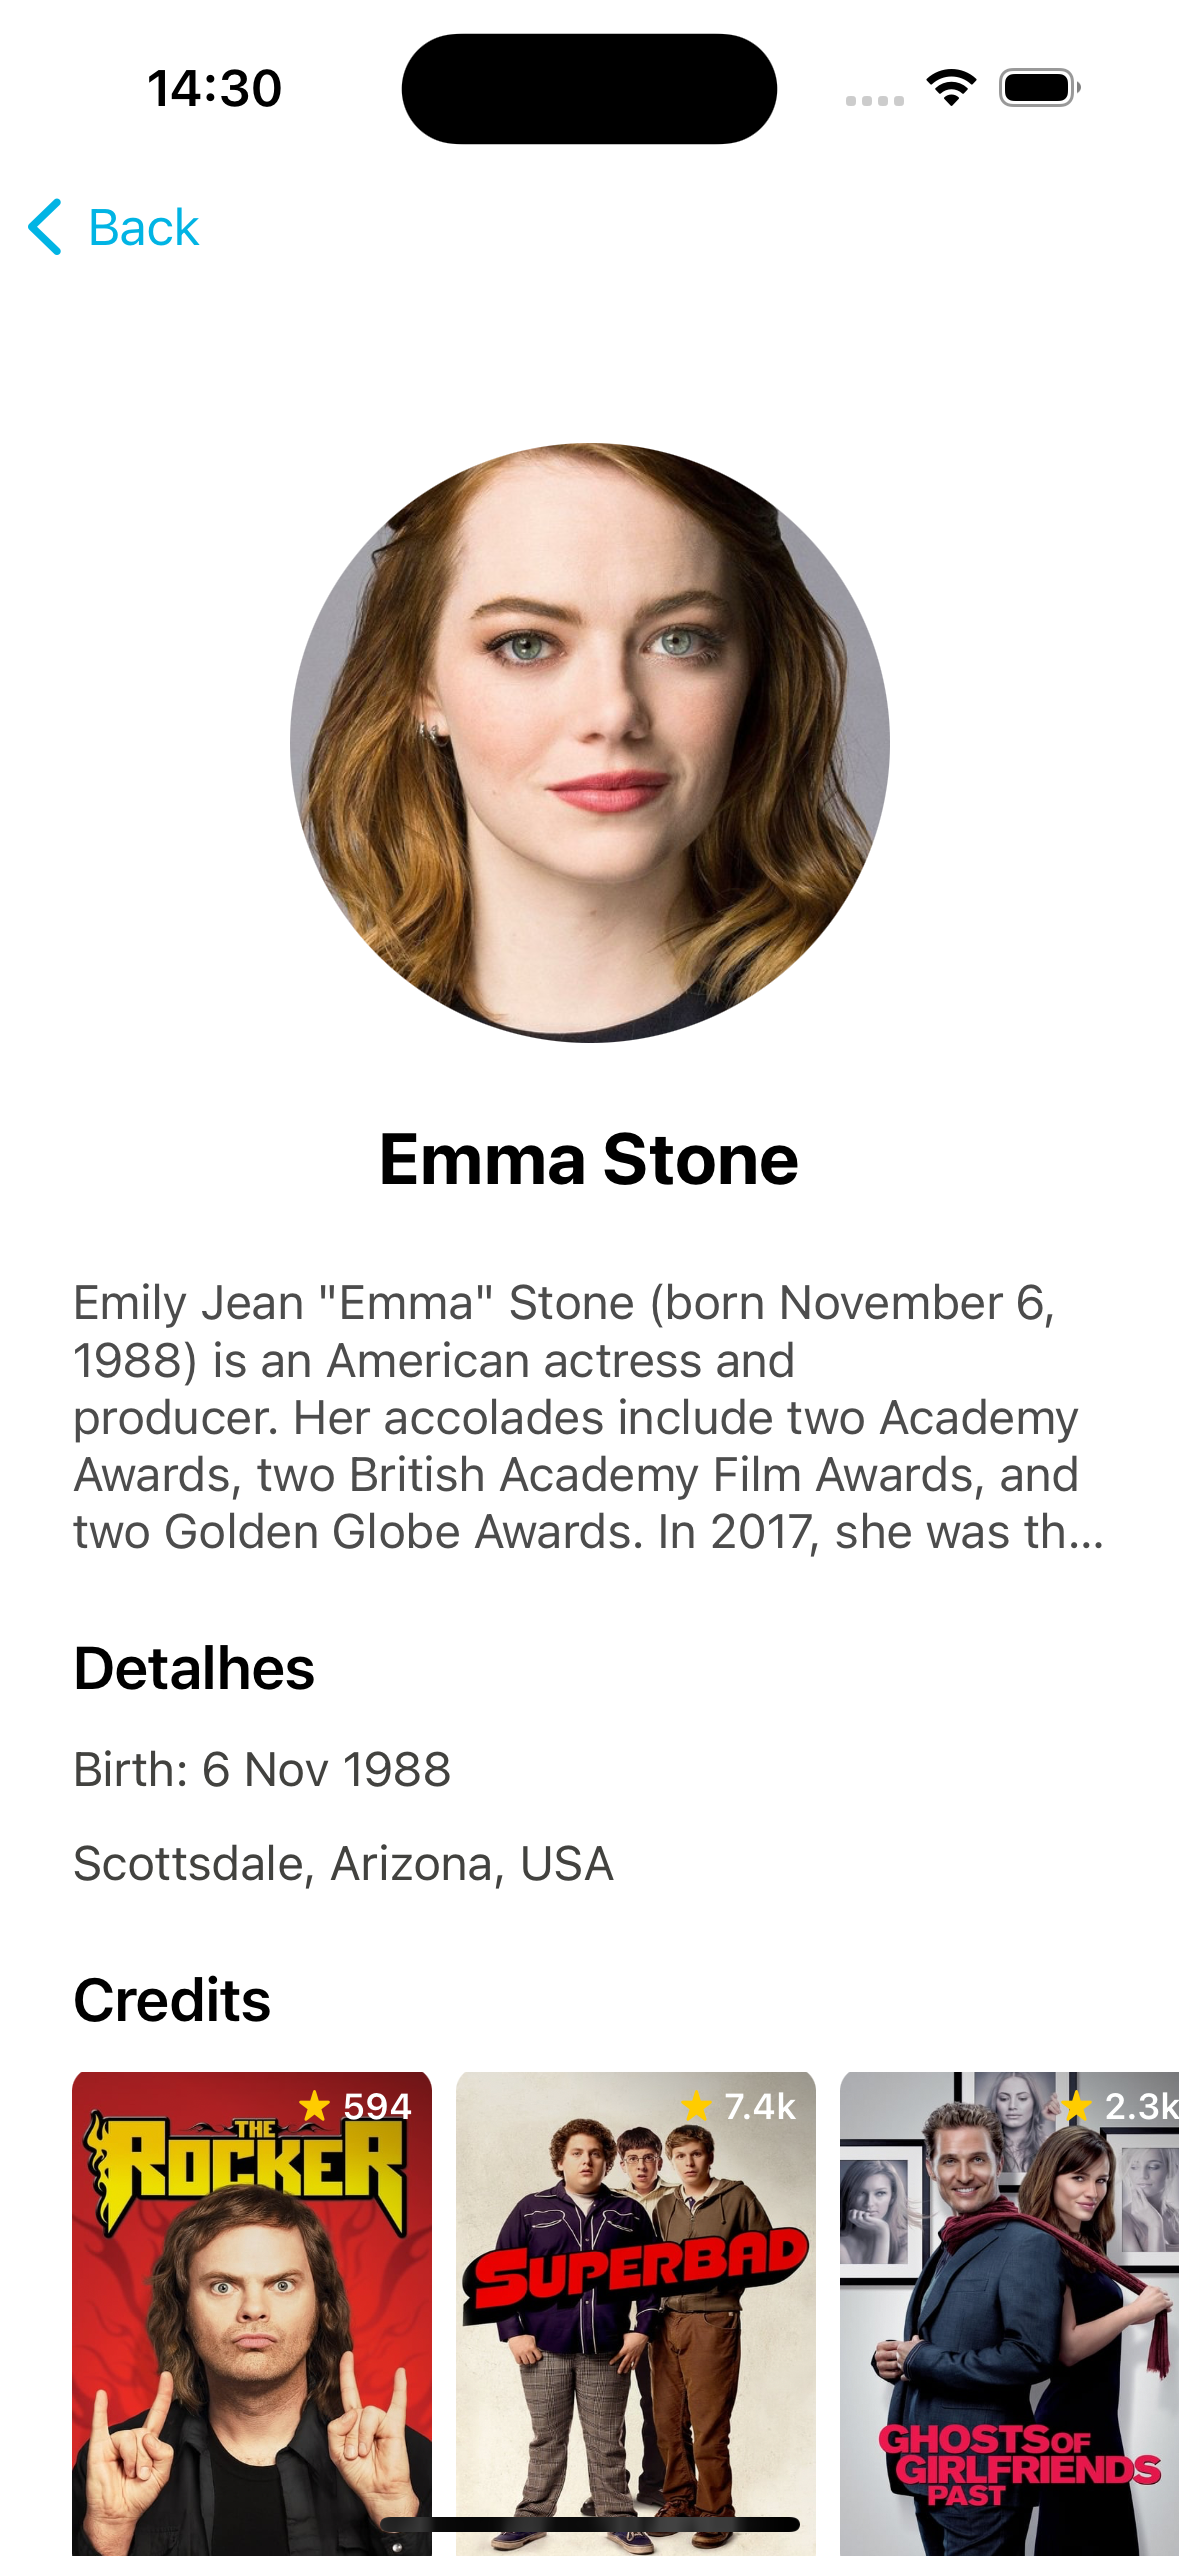 14:30
Back
Emma Stone
Emily Jean "Emma" Stone (born November 6,
1988) is an American actress and
producer. Her accolades include two Academy
Awards, two British Academy Film Awards, and
two Golden Globe Awards. In 2017, she was th...
Detalhes
Birth: 6 Nov 1988
Scottsdale, Arizona, USA
Credits
594
THE
ROCKER
7.4k
SUPERBAD
2.3k
GHOSTS OF
GIRLFRIENDS
PAST